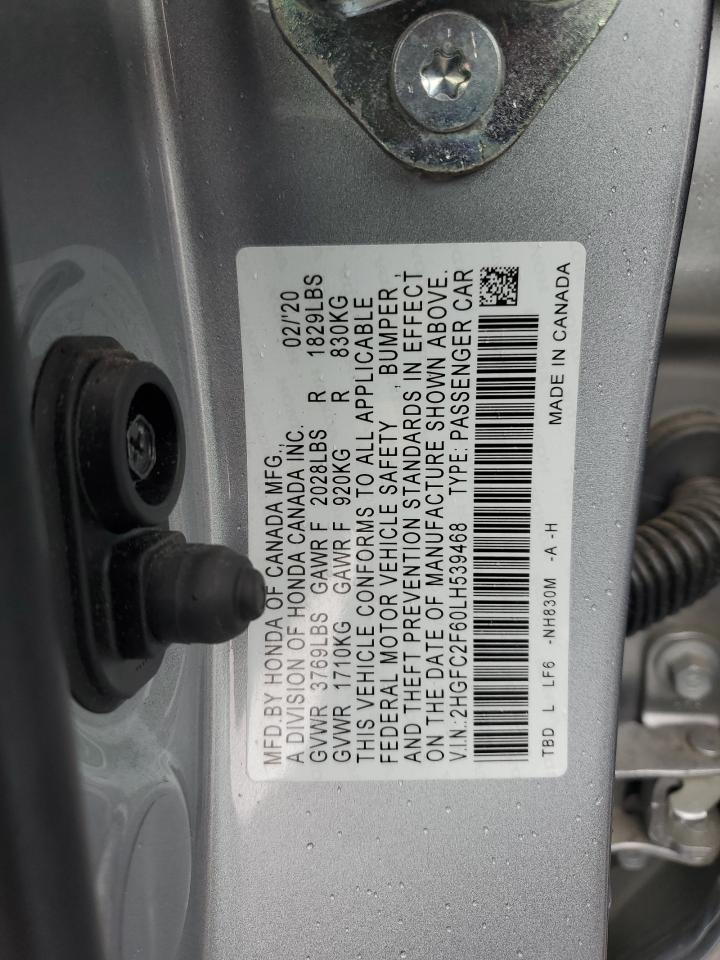 MFD.BY HONDA OF CANADA MFG., 02/'20
A DIVISION OF HONDA CANADA INC.
GVWR 3769LBS GAWR F 2028LBS R 1829LBS
GVWR 1710KG GAWR F 920KG R 830KG
THIS VEHICLE CONFORMS TO ALL APPLICABLE
FEDERAL MOTOR VEHICLE SAFETY, BUMPER,
AND THEFT PREVENTION STANDARDS IN EFFECT
ON THE DATE OF MANUFACTURE SHOWN ABOVE.
V.I.N.:2HGFC2F60LH539468 TYPE: PASSENGER CAR
TBD L LF6 -NH830M -A -H MADE IN CANADA